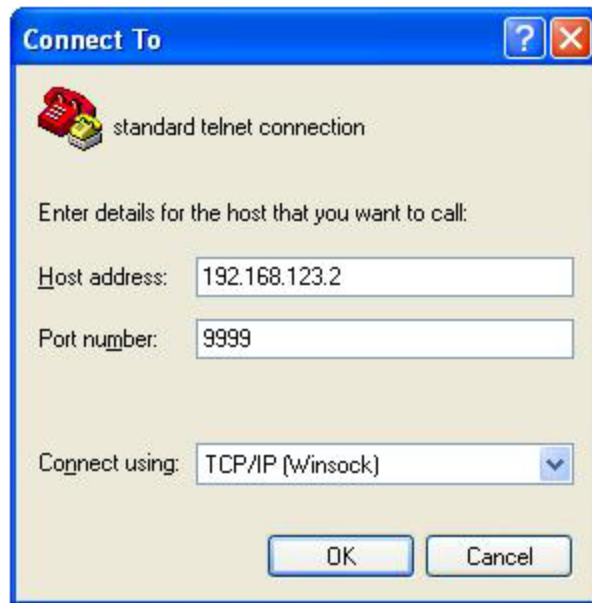 Connect To
?
standard telnet connection
Enter details for the host that you want to call:
Host address: 192.168.123.2
Port number: 9999
Connect using: TCP/IP (Winsock)
OK Cancel